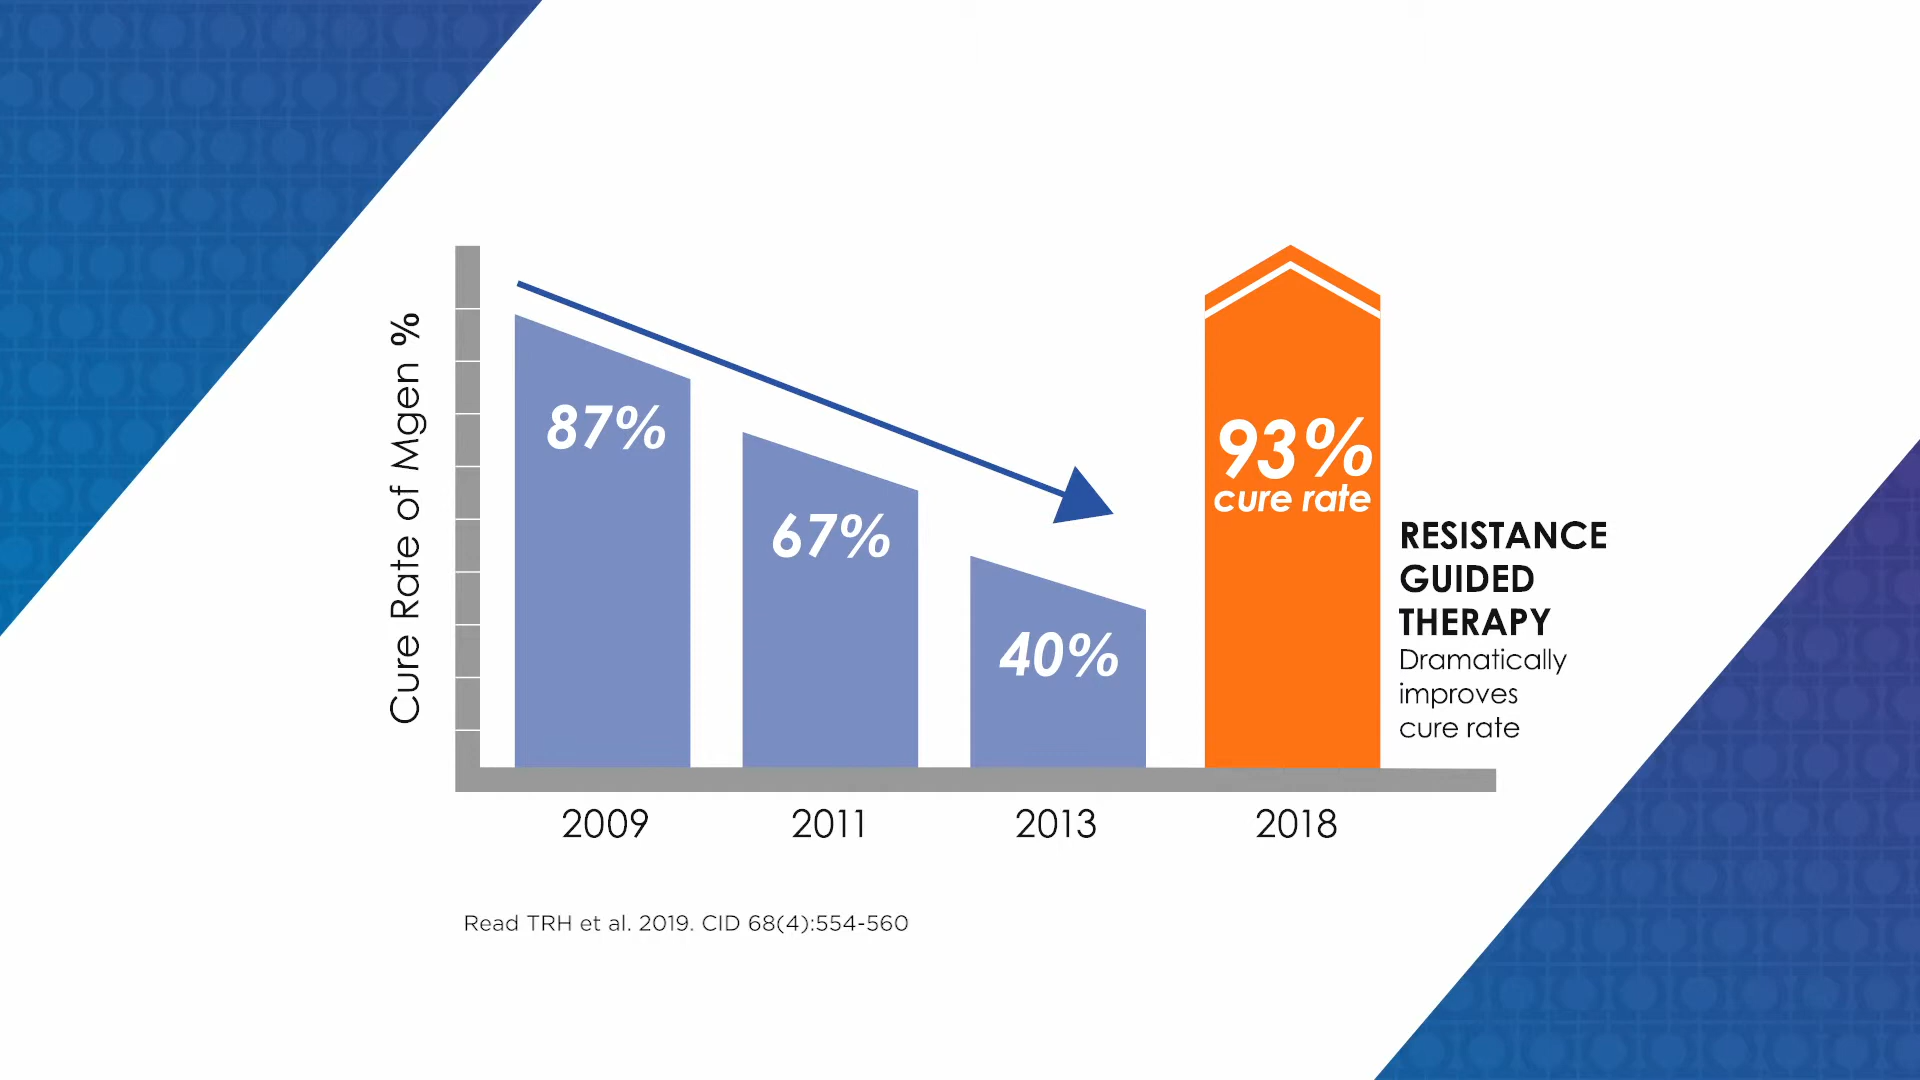 Cure Rate of Mgen %
87%
67%
40%
93%
cure rate
RESISTANCE
GUIDED
THERAPY
Dramatically
improves
cure rate
2009
2011
2013
2018
Read TRH et al. 2019. CID 68(4):554-560